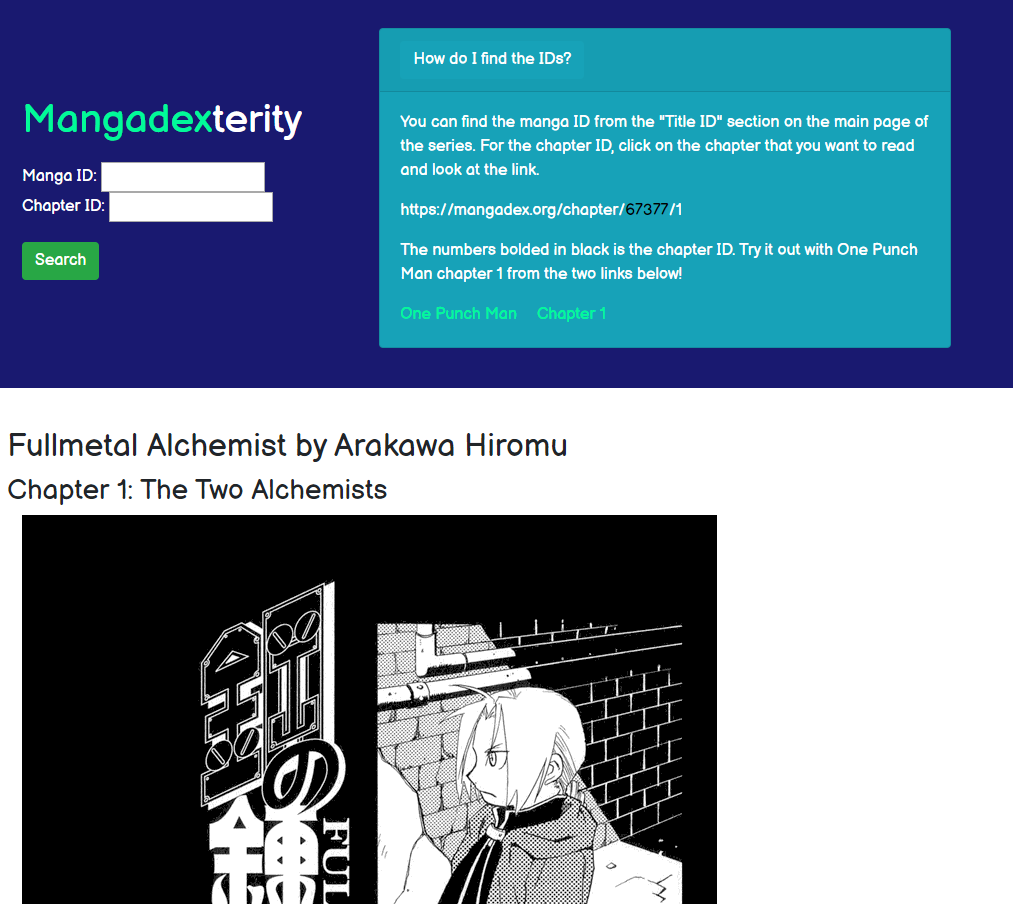 Mangadexterity
Manga ID:
Chapter ID:
Search
How do I find the IDs?
You can find the manga ID from the "Title ID" section on the main page of
the series. For the chapter ID, click on the chapter that you want to read
and look at the link.
https://mangadex.org/chapter/67377/1
The numbers bolded in black is the chapter ID. Try it out with One Punch
Man chapter 1 from the two links below!
One Punch Man Chapter 1
Fullmetal Alchemist by Arakawa Hiromu
Chapter 1: The Two Alchemists
の
FUL